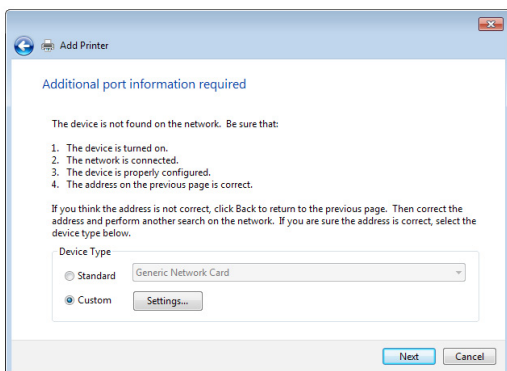 Add Printer
Additional port information required
The device is not found on the network. Be sure that:
1. The device is turned on.
2. The network is connected.
3. The device is properly configured.
4. The address on the previous page is correct.
If you think the address is not correct, click Back to return to the previous page. Then correct the
address and perform another search on the network. If you are sure the address is correct, select the
device type below.
Device Type
Standard Generic Network Card
Custom Settings...
Next Cancel